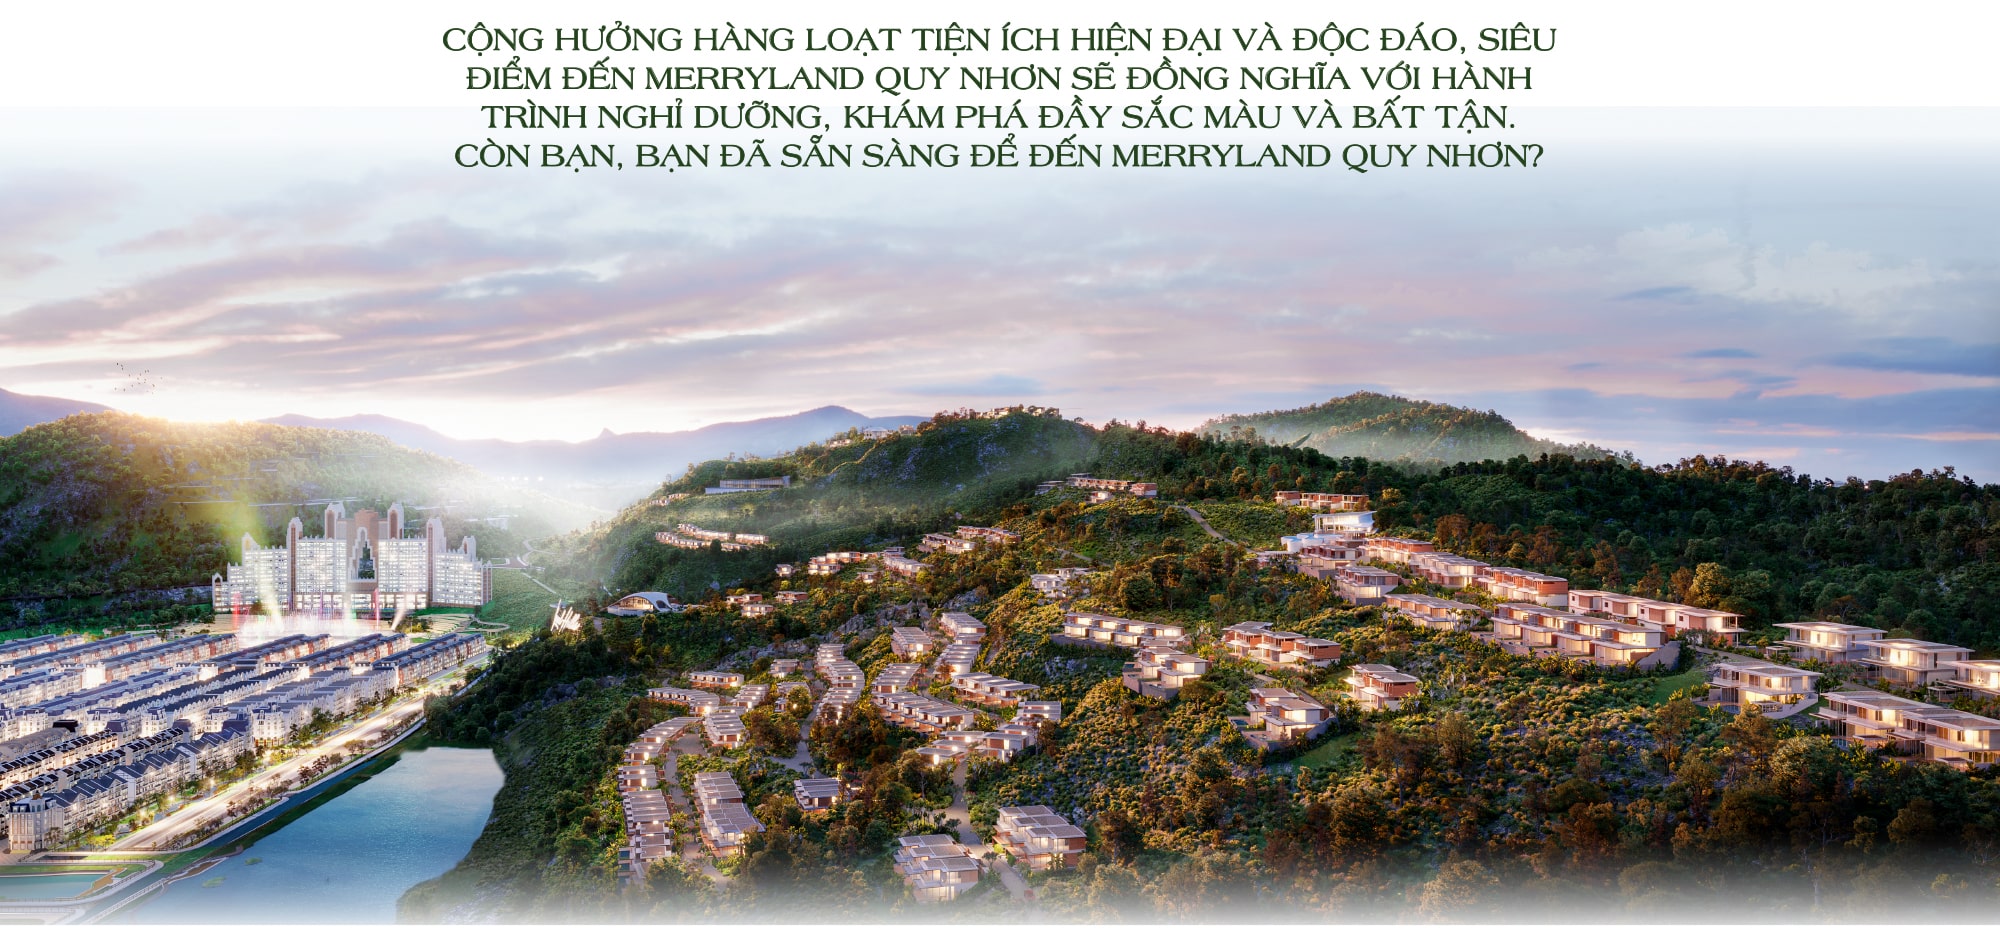 CỘNG HƯỞNG HÀNG LOẠT TIỆN ÍCH HIỆN ĐẠI VÀ ĐỘC ĐÁO, SIÊU
ĐIỂM ĐẾN MERRYLAND QUY NHƠN SẼ ĐỒNG NGHĨA VỚI HÀNH
TRÌNH NGHỈ DƯỠNG, KHÁM PHÁ ĐẦY SẮC MÀU VÀ BẤT TẬN.
CÒN BẠN, BẠN ĐÃ SẴN SÀNG ĐỂ ĐẾN MERRYLAND QUY NHƠN?